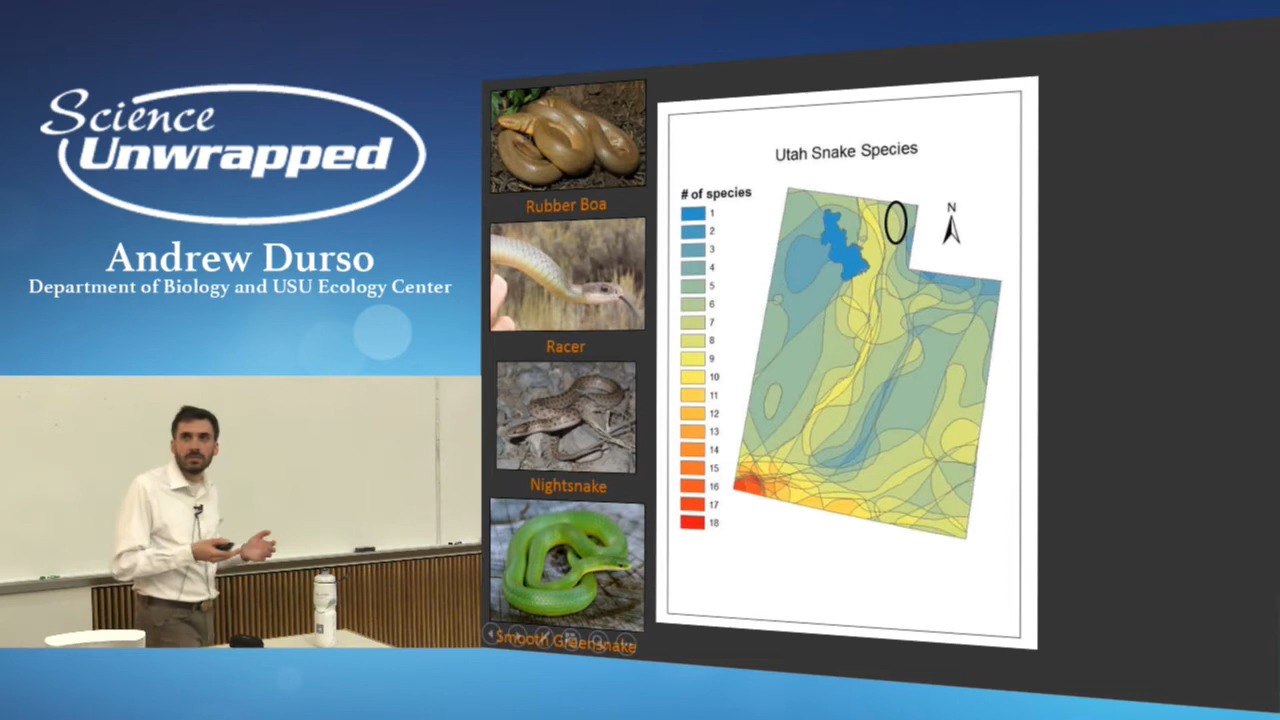 Science
Unwrapped
Andrew Durso
Department of Biology and USU Ecology Center
Rubber Boa
Racer
Nightsnake
Smooth Greensnake
Utah Snake Species
# of species
1
2
3
4
5
6
7
8
9
10
11
12
13
14
15
16
17
18
N